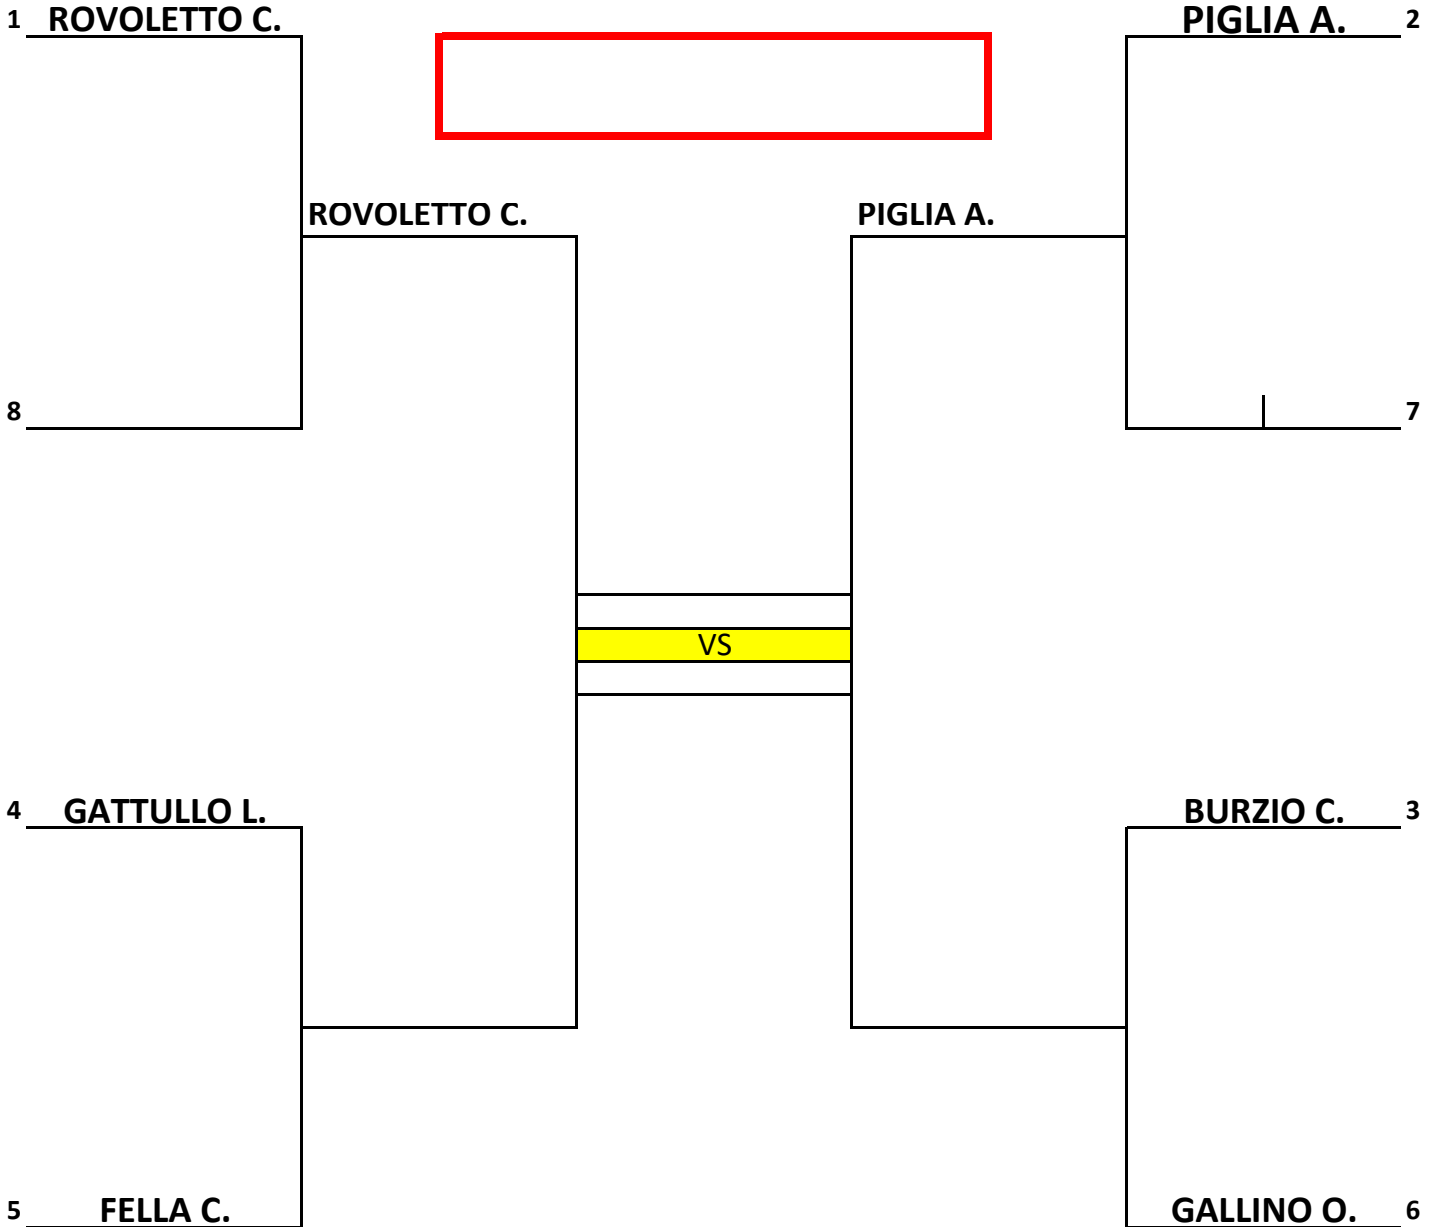 1 ROVOLETTO C.
PIGLIA A. 2
ROVOLETTO C.
PIGLIA A.
8
7
VS
4 GATTULLO L.
BURZIO C. 3
5 FELLA C.
GALLINO O. 6